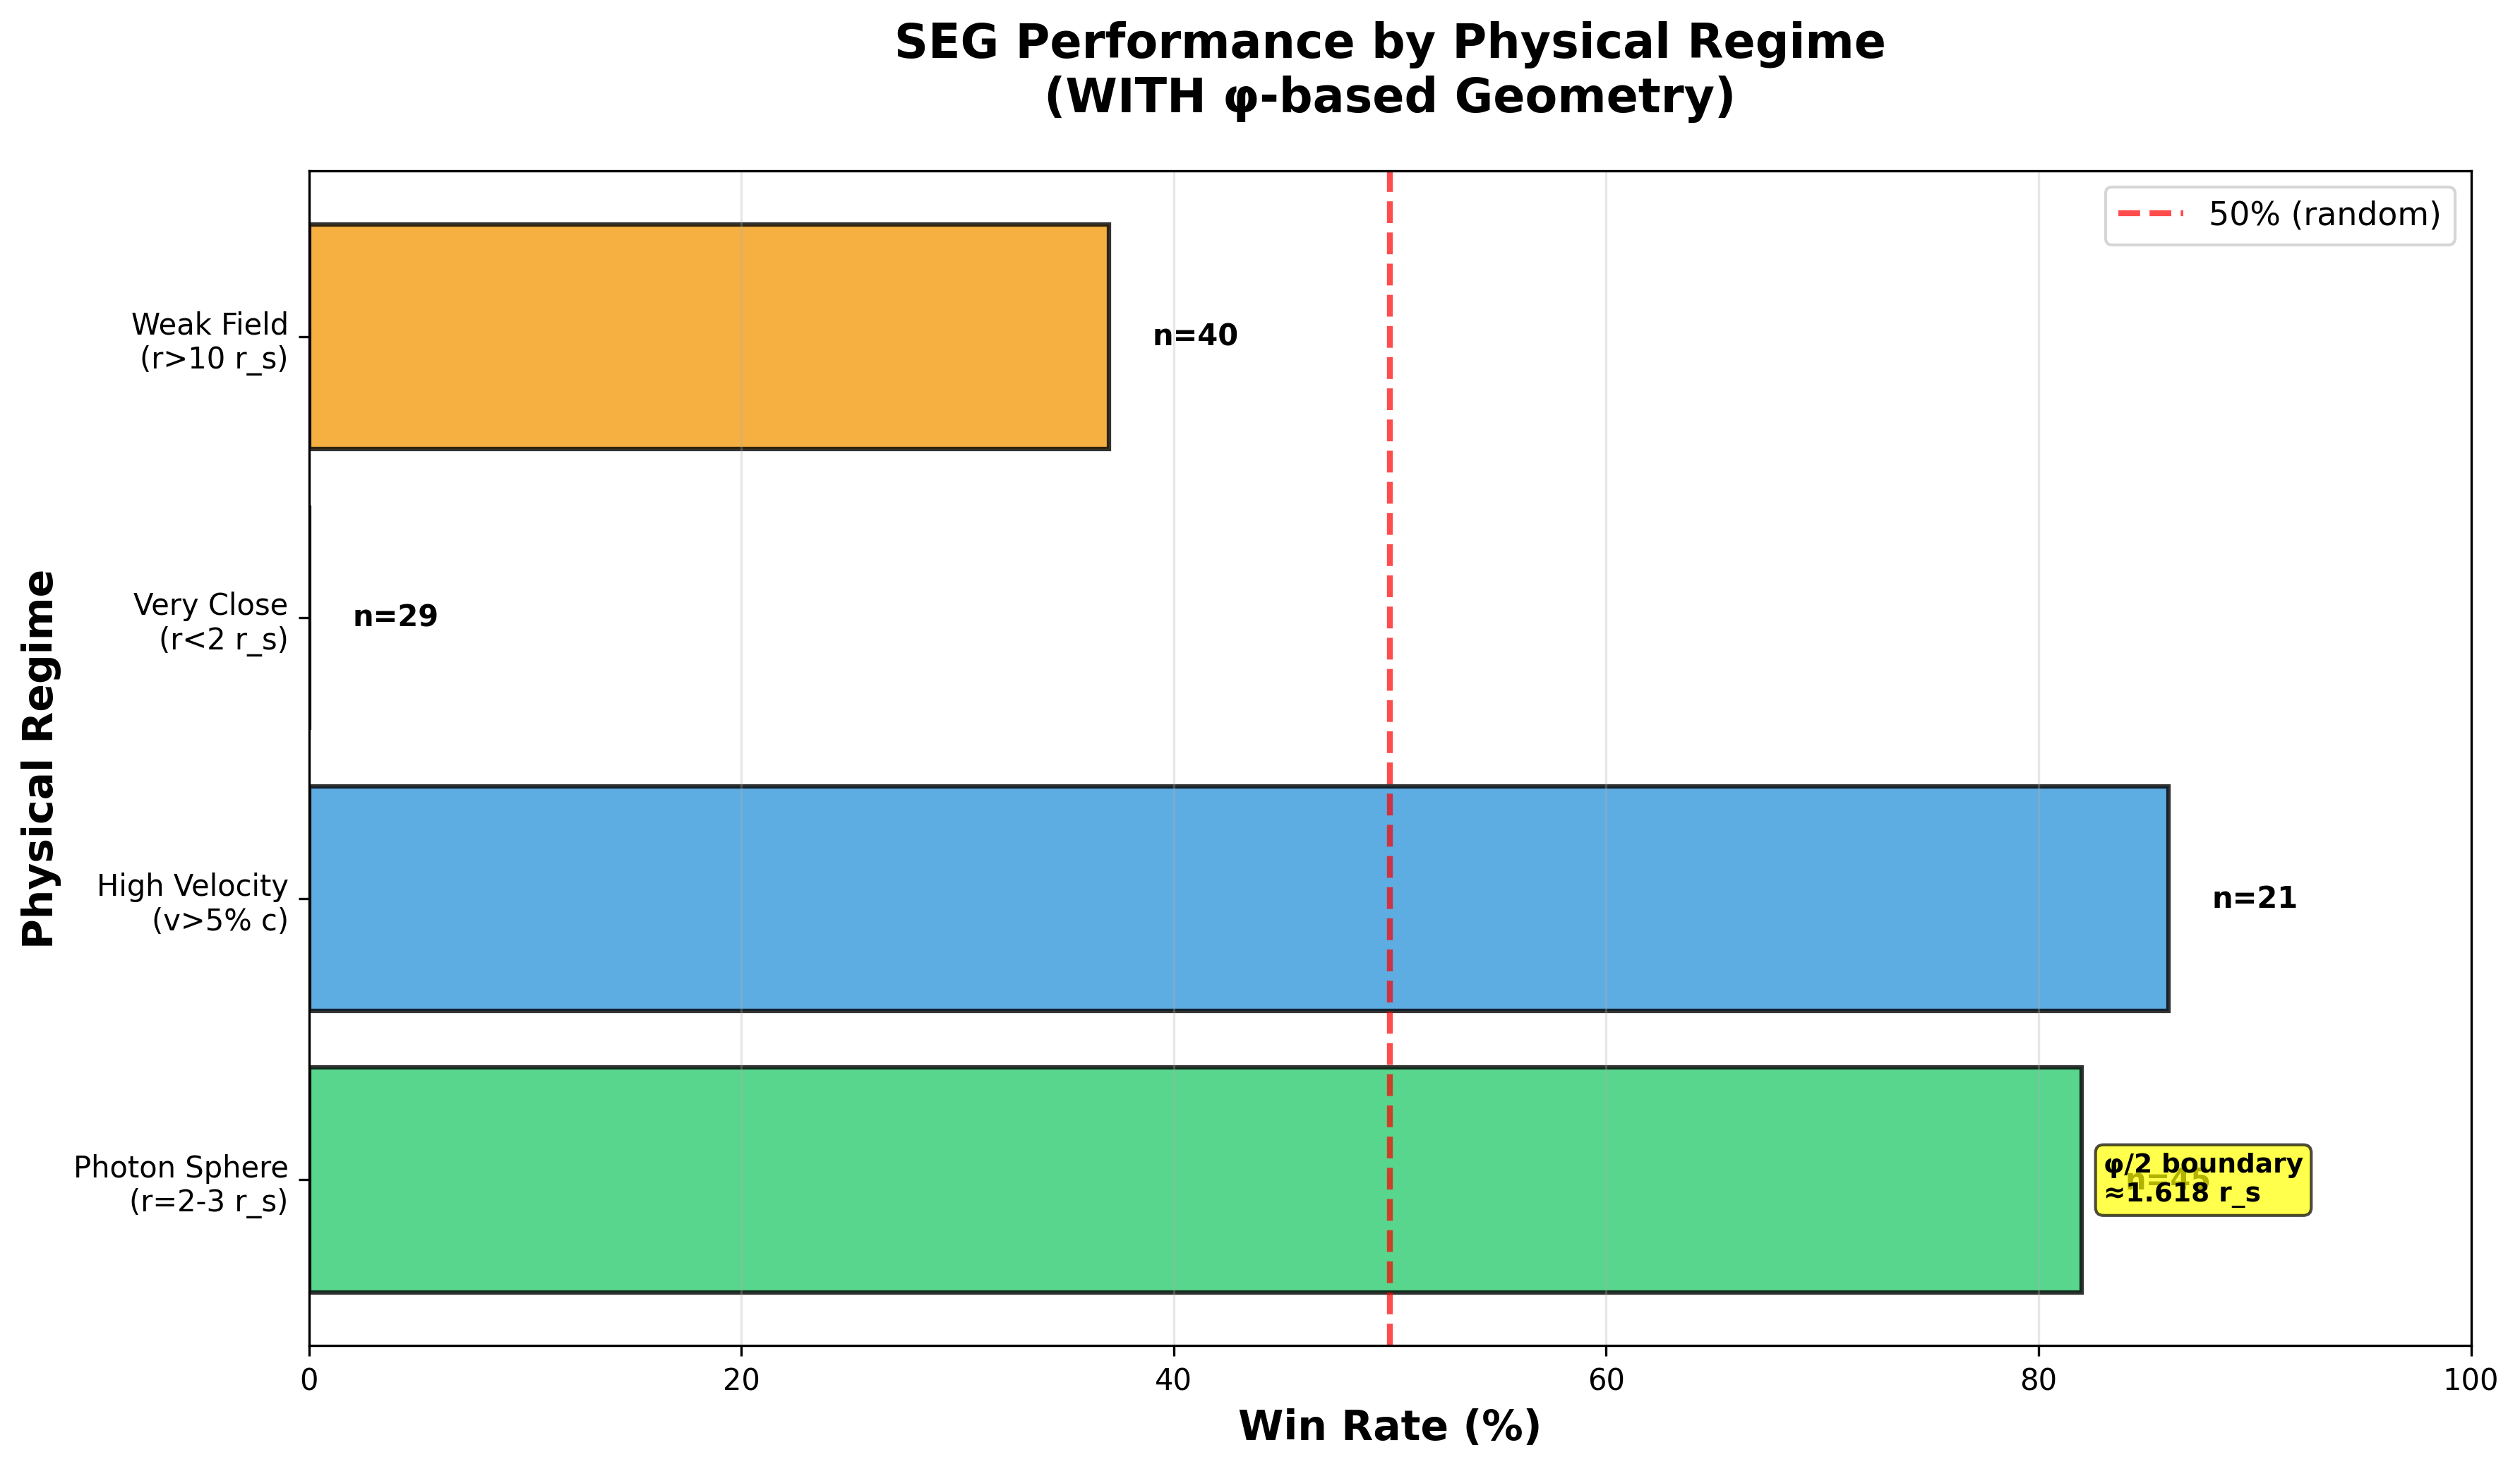 SEG Performance by Physical Regime
(WITH φ-based Geometry)
50% (random)
Weak Field
(r>10 r_s)
n=40
Very Close
(r<2 r_s)
n=29
High Velocity
(v>5% c)
n=21
Photon Sphere
(r=2-3 r_s)
n=45
φ/2 boundary
≈1.618 r_s
Physical Regime
0 20 40 60 80 100
Win Rate (%)